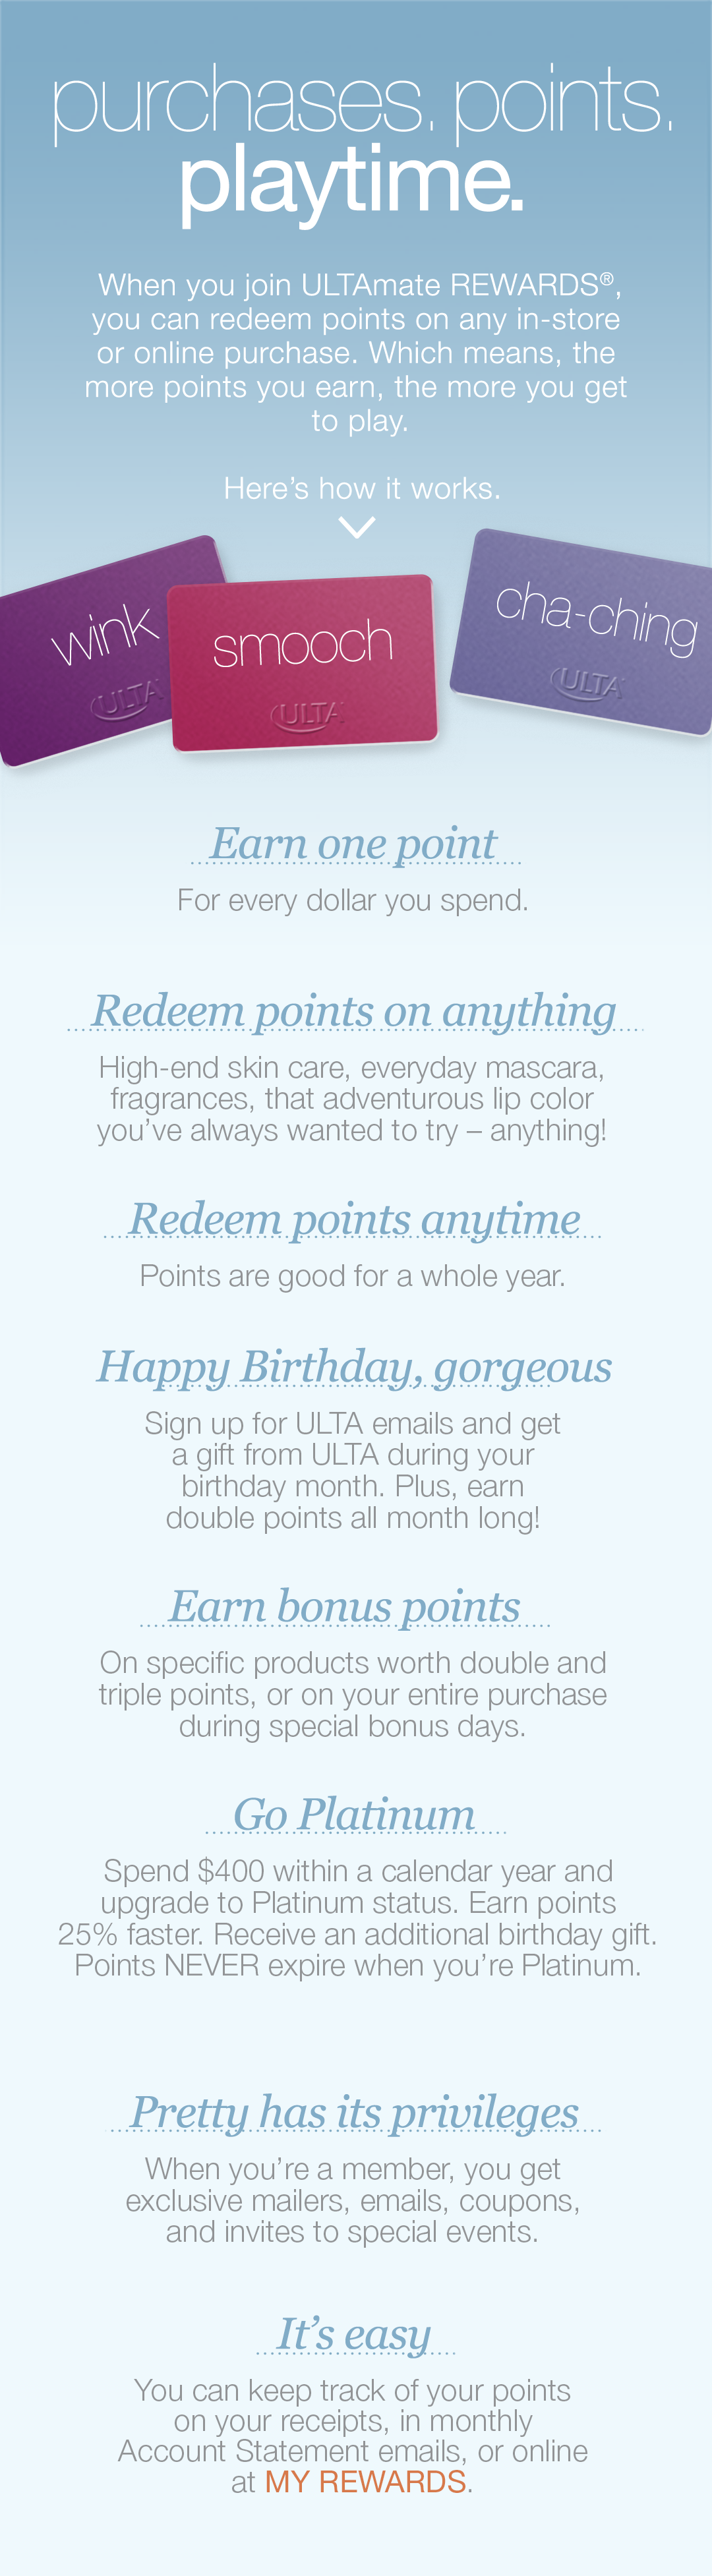 purchases. points.
playtime.
When you join ULTAmate REWARDS®,
you can redeem points on any in-store
or online purchase. Which means, the
more points you earn, the more you get
to play.
Here’s how it works.
wink
ULTA
smooch
ULTA
cha-ching
ULTA
Earn one point
For every dollar you spend.
Redeem points on anything
High-end skin care, everyday mascara,
fragrances, that adventurous lip color
you’ve always wanted to try – anything!
Redeem points anytime
Points are good for a whole year.
Happy Birthday, gorgeous
Sign up for ULTA emails and get
a gift from ULTA during your
birthday month. Plus, earn
double points all month long!
Earn bonus points
On specific products worth double and
triple points, or on your entire purchase
during special bonus days.
Go Platinum
Spend $400 within a calendar year and
upgrade to Platinum status. Earn points
25% faster. Receive an additional birthday gift.
Points NEVER expire when you’re Platinum.
Pretty has its privileges
When you’re a member, you get
exclusive mailers, emails, coupons,
and invites to special events.
It’s easy
You can keep track of your points
on your receipts, in monthly
Account Statement emails, or online
at MY REWARDS.